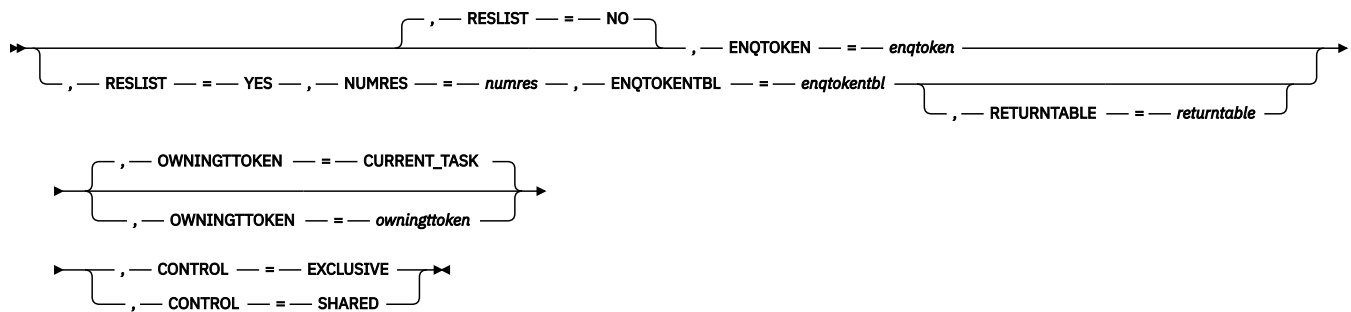 , RESLIST = NO
, ENQTOKEN = enqtoken
, RESLIST = YES , NUMRES = numres , ENQTOKENTBL = enqtokentbl
, RETURNTABLE = returntable
, OWNINGTTOKEN = CURRENT_TASK
, OWNINGTTOKEN = owningttoken
, CONTROL = EXCLUSIVE
, CONTROL = SHARED